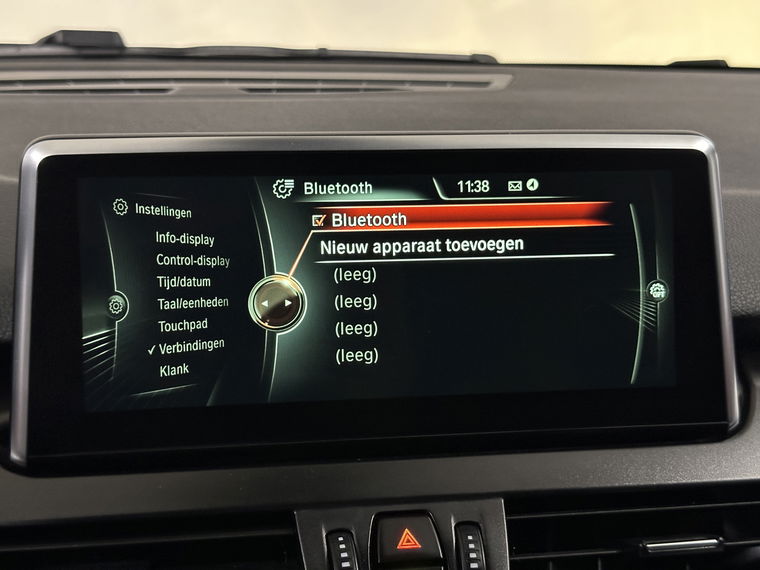 Instellingen
Info-display
Control-display
Tijd/datum
Taal/eenheden
Touchpad
Verbindingen
Klank
Bluetooth
11:38
Bluetooth
Nieuw apparaat toevoegen
(leeg)
(leeg)
(leeg)
(leeg)